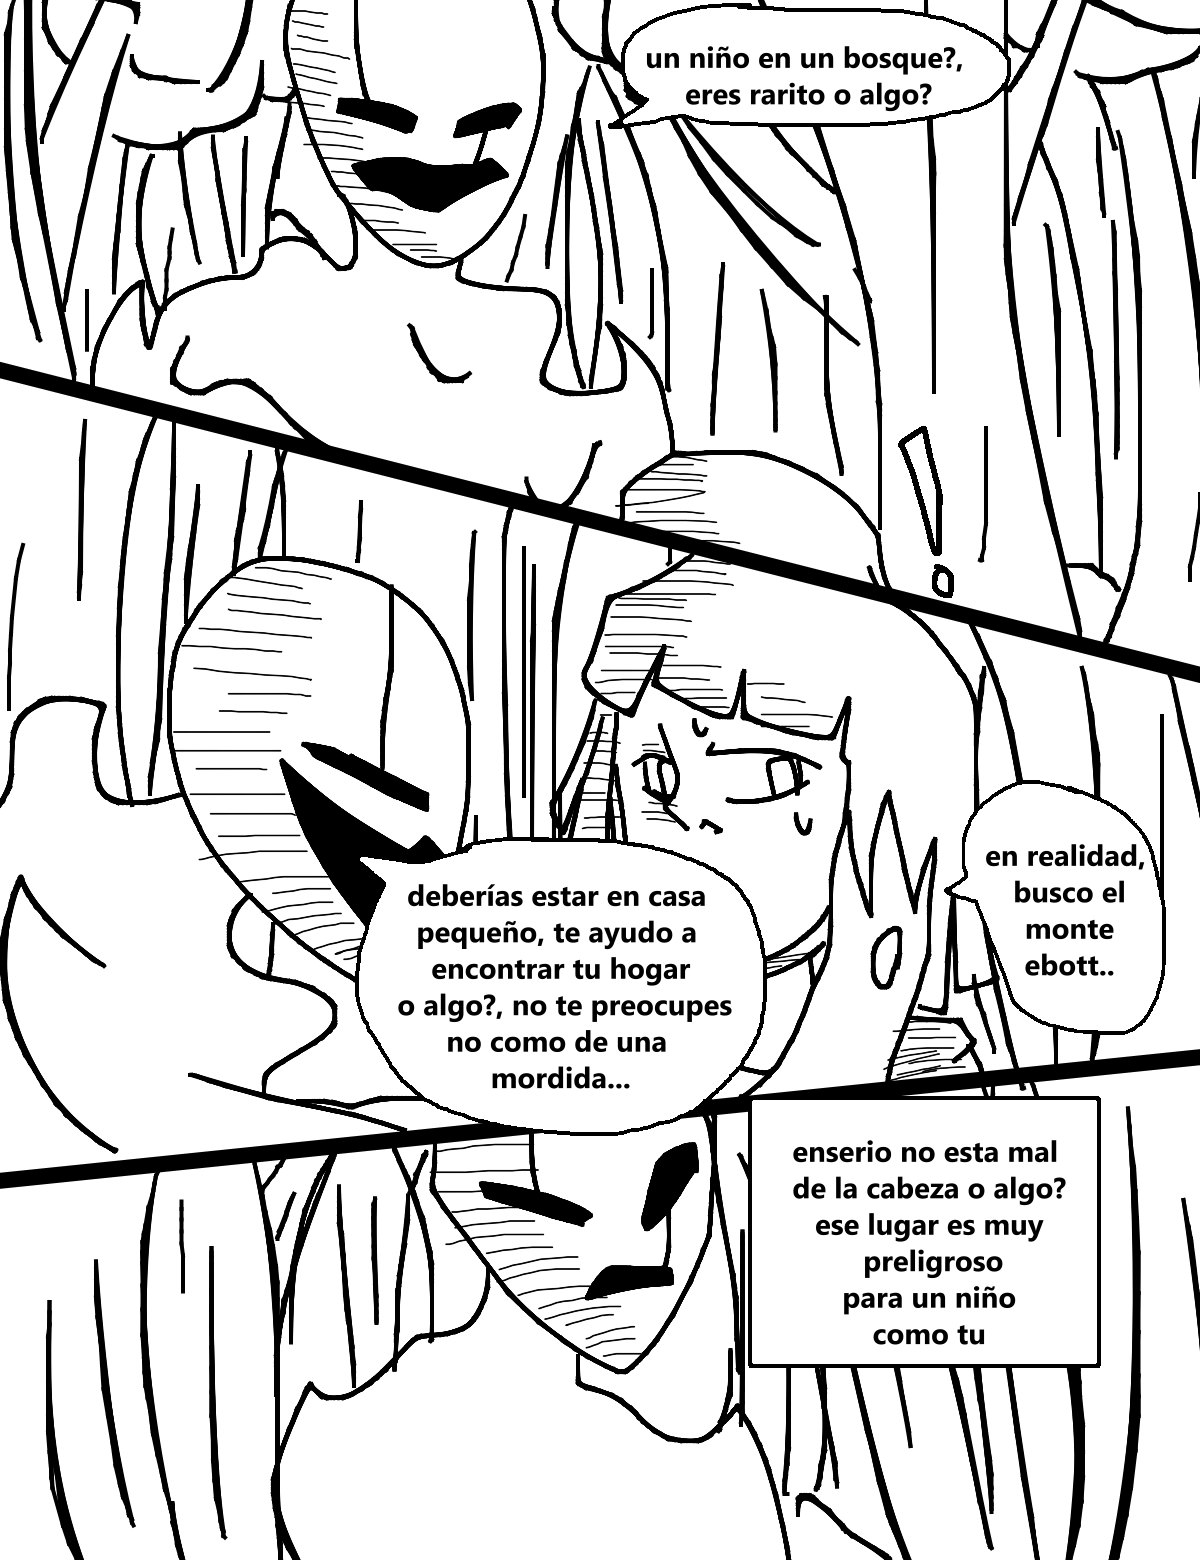 un niño en un bosque?,
eres rarito o algo?
deberías estar en casa
pequeño, te ayudo a
encontrar tu hogar
o algo?, no te preocupes
no como de una
mordida...
en realidad,
busco el
monte
ebott..
enserio no esta mal
de la cabeza o algo?
ese lugar es muy
preligroso
para un niño
como tu